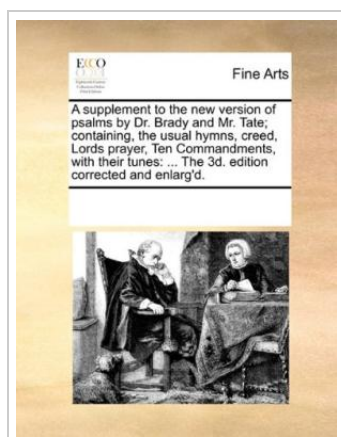 ECCO
Fine Arts
A supplement to the new version of
psalms by Dr. Brady and Mr. Tate;
containing, the usual hymns, creed,
Lords prayer, Ten Commandments,
with their tunes: ... The 3d. edition
corrected and enlarg'd.